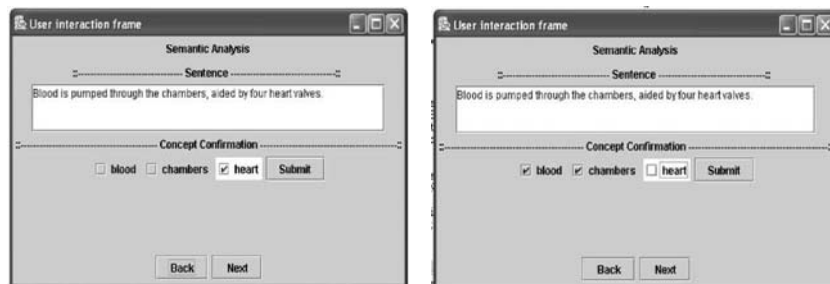 User interaction frame
Semantic Analysis
Sentence
Blood is pumped through the chambers, aided by four heart valves.
Concept Confirmation
blood chambers heart Submit
Back Next
User interaction frame
Semantic Analysis
Sentence
Blood is pumped through the chambers, aided by four heart valves.
Concept Confirmation
blood chambers heart Submit
Back Next